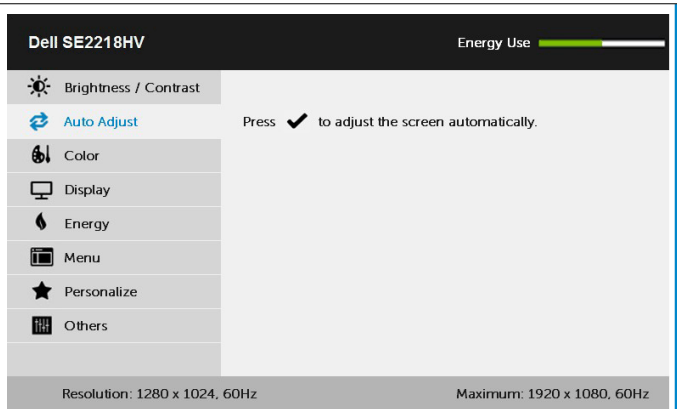 Dell SE2218HV
Energy Use
Brightness / Contrast
Auto Adjust
Press ✔ to adjust the screen automatically.
Color
Display
Energy
Menu
Personalize
Others
Resolution: 1280 x 1024, 60Hz
Maximum: 1920 x 1080, 60Hz